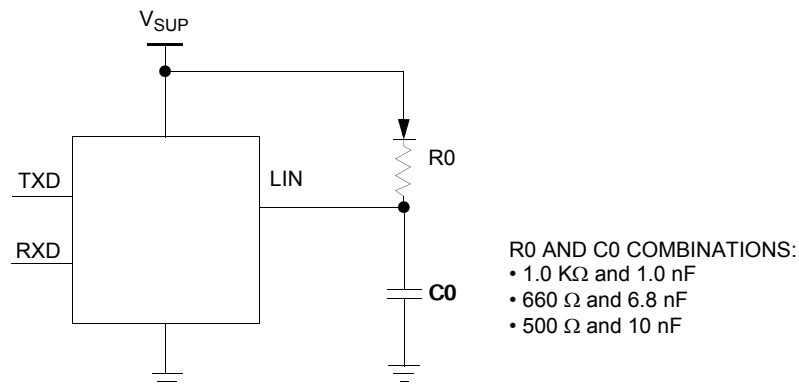 VSUP
R0
TXD
LIN
RXD
C0
R0 AND C0 COMBINATIONS:
• 1.0 KΩ and 1.0 nF
• 660 Ω and 6.8 nF
• 500 Ω and 10 nF